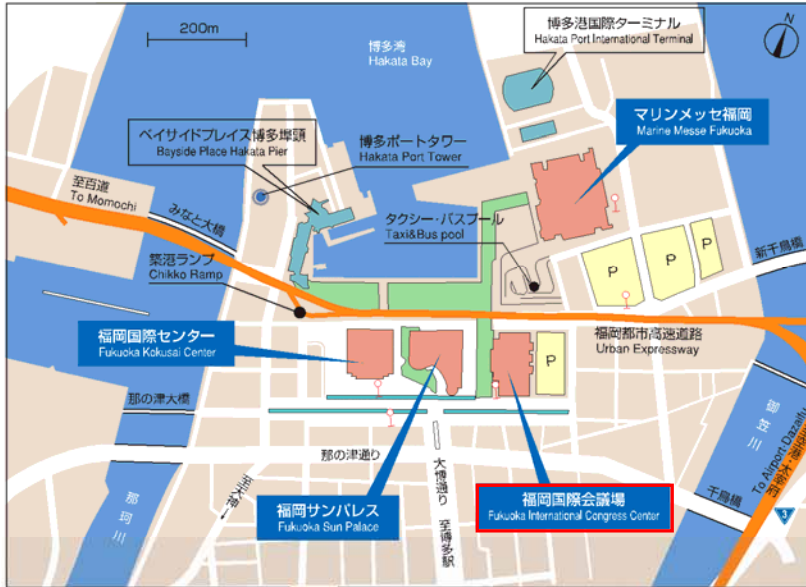 200m
博多湾
Hakata Bay
博多港国際ターミナル
Hakata Port International Terminal
N
マリンメッセ福岡
Marine Messe Fukuoka
ベイサイドプレイス博多埠頭
Bayside Place Hakata Pier
博多ポートタワー
Hakata Port Tower
至百道
To Momochi
みなと大橋
タクシー・バスプール
Taxi&Bus pool
築港ランプ
Chikko Ramp
P
P
P
新千鳥橋
福岡国際センター
Fukuoka Kokusai Center
福岡都市高速道路
Urban Expressway
P
那の津大橋
御笠川
那の津通り
大博通り
至博多駅
至天神
那珂川
福岡サンパレス
Fukuoka Sun Palace
福岡国際会議場
Fukuoka International Congress Center
千鳥橋
To Airport・Dazaifu
3